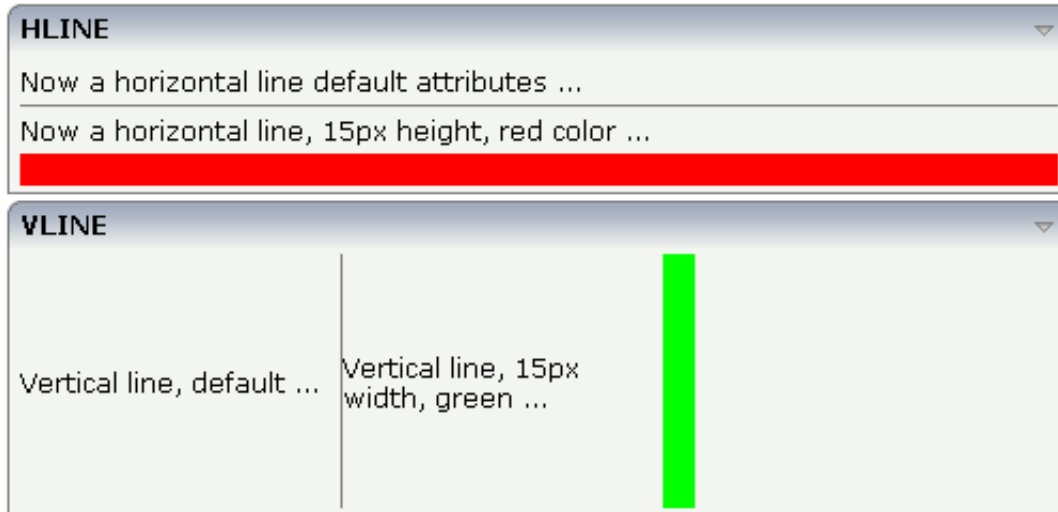 HLINE
Now a horizontal line default attributes ...
Now a horizontal line, 15px height, red color ...
VLINE
Vertical line, default ...
Vertical line, 15px
width, green ...